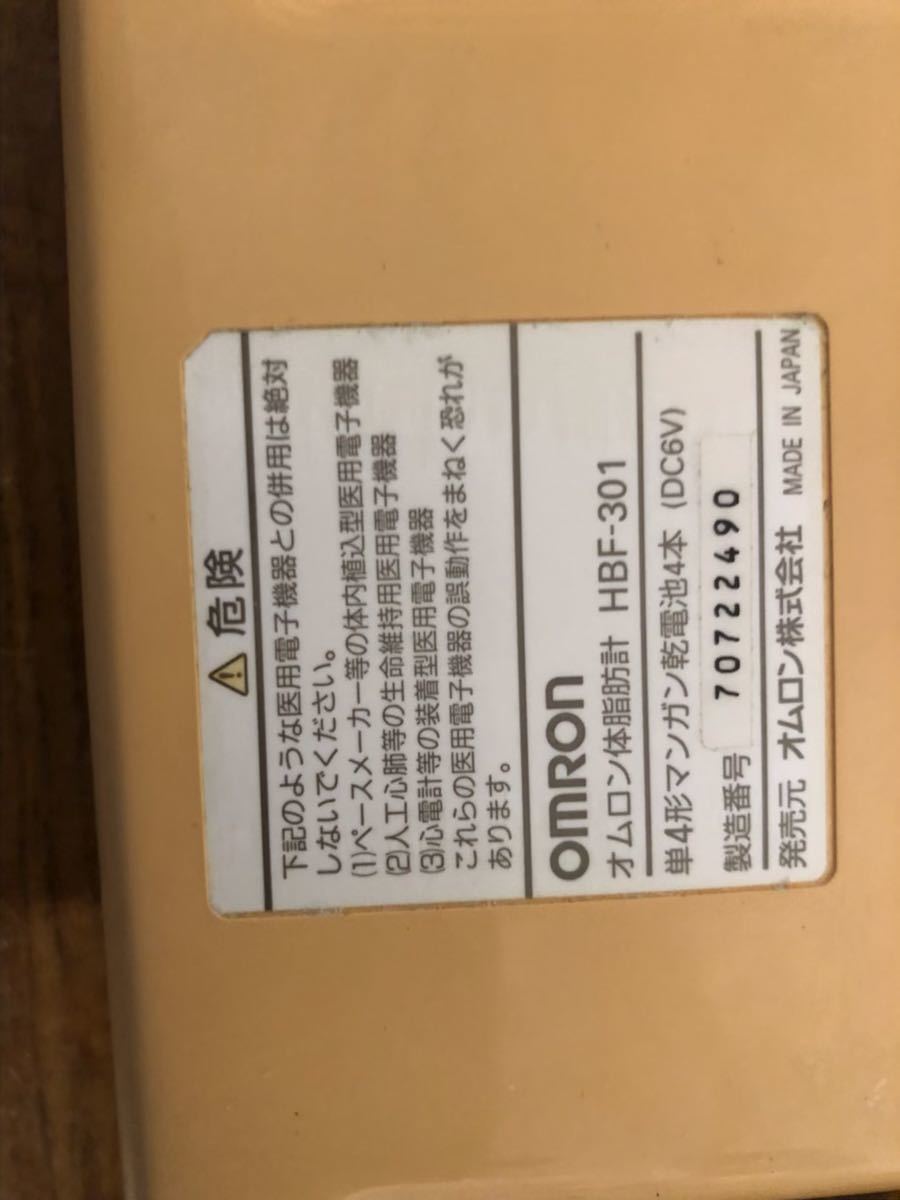 危険
下記のような医用電子機器との併用は絶対
しないでください。
(1)ペースメーカー等の体内植込型医用電子機器
(2)人工心肺等の生命維持用医用電子機器
(3)心電計等の装着型医用電子機器
これらの医用電子機器の誤動作をまねく恐れが
あります。
OMRON
オムロン体脂肪計 HBF-301
単4形マンガン乾電池4本 (DC6V)
製造番号 70722490
発売元 オムロン株式会社 MADE IN JAPAN